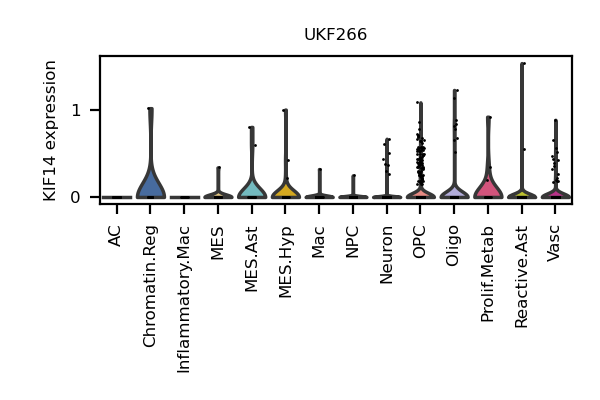 UKF266
KIF14 expression
1
0
AC
Chromatin.Reg
Inflammatory.Mac
MES
MES.Ast
MES.Hyp
Mac
NPC
Neuron
OPC
Oligo
Prolif.Metab
Reactive.Ast
Vasc